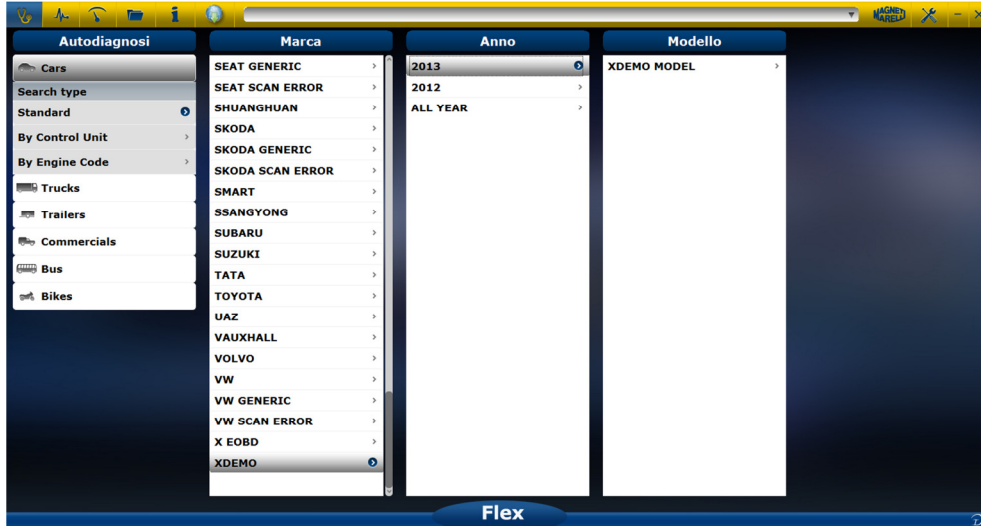 MAGNETI
MARELLI
Autodiagnosi
Cars
Search type
Standard
By Control Unit
By Engine Code
Trucks
Trailers
Commercials
Bus
Bikes
Marca
SEAT GENERIC
SEAT SCAN ERROR
SHUANGHUAN
SKODA
SKODA GENERIC
SKODA SCAN ERROR
SMART
SSANGYONG
SUBARU
SUZUKI
TATA
TOYOTA
UAZ
VAUXHALL
VOLVO
VW
VW GENERIC
VW SCAN ERROR
X EOBD
XDEMO
Anno
2013
2012
ALL YEAR
Modello
XDEMO MODEL
Flex